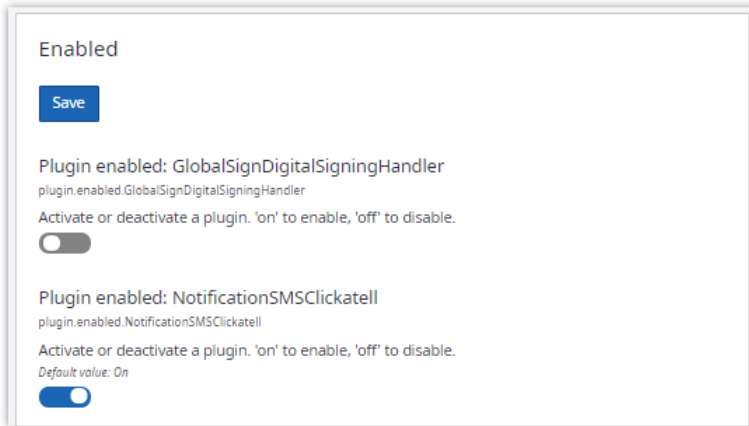 Enabled
Save
Plugin enabled: GlobalSignDigitalSigningHandler
plugin.enabled.GlobalSignDigitalSigningHandler
Activate or deactivate a plugin. 'on' to enable, 'off' to disable.
Plugin enabled: NotificationSMSClickatell
plugin.enabled.NotificationSMSClickatell
Activate or deactivate a plugin. 'on' to enable, 'off' to disable.
Default value: On